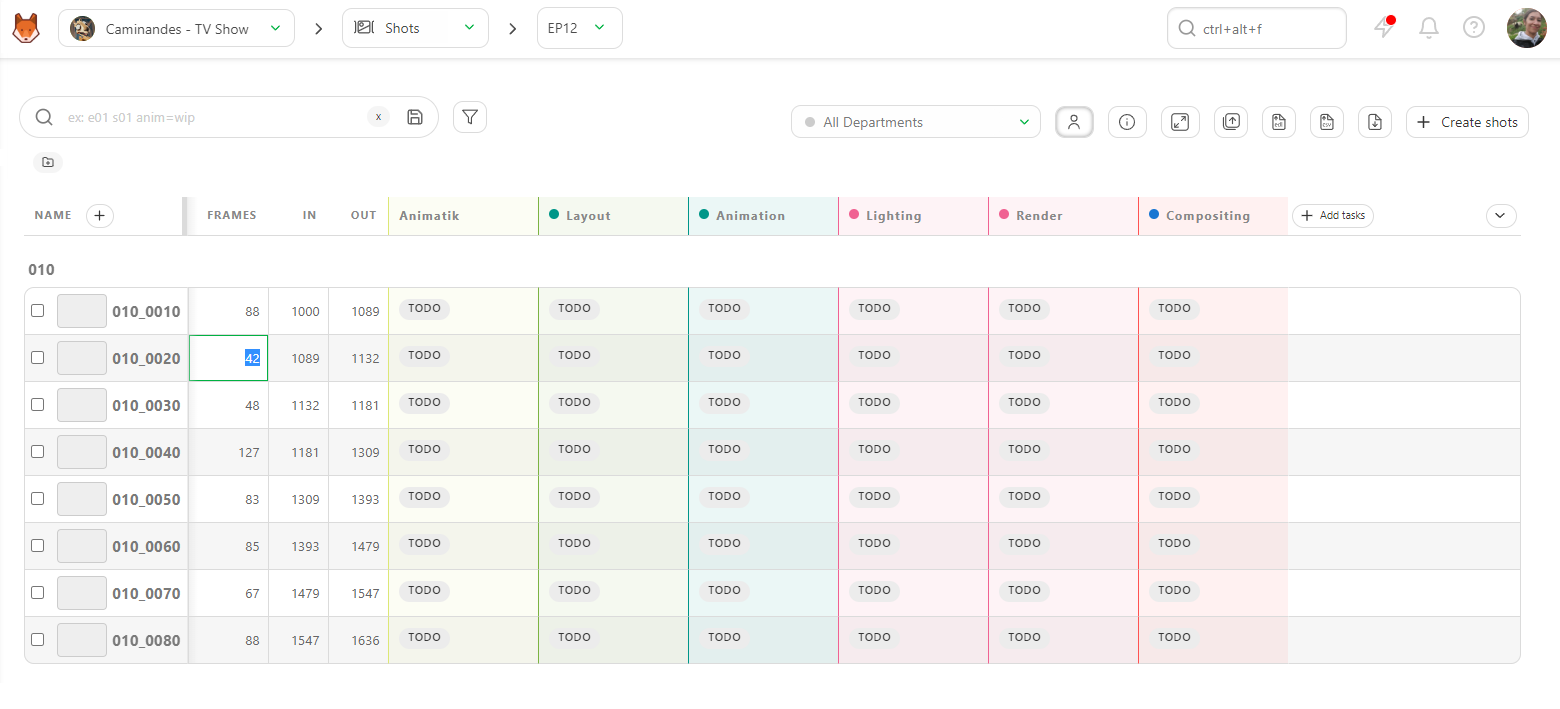 Caminandes - TV Show Shots EP12 ctrl+alt+f
ex: e01 s01 anim=wip x All Departments edl csv Create shots
NAME FRAMES IN OUT Animatik Layout Animation Lighting Render Compositing Add tasks
010
010_0010 88 1000 1089 TODO TODO TODO TODO TODO TODO
010_0020 42 1089 1132 TODO TODO TODO TODO TODO TODO
010_0030 48 1132 1181 TODO TODO TODO TODO TODO TODO
010_0040 127 1181 1309 TODO TODO TODO TODO TODO TODO
010_0050 83 1309 1393 TODO TODO TODO TODO TODO TODO
010_0060 85 1393 1479 TODO TODO TODO TODO TODO TODO
010_0070 67 1479 1547 TODO TODO TODO TODO TODO TODO
010_0080 88 1547 1636 TODO TODO TODO TODO TODO TODO